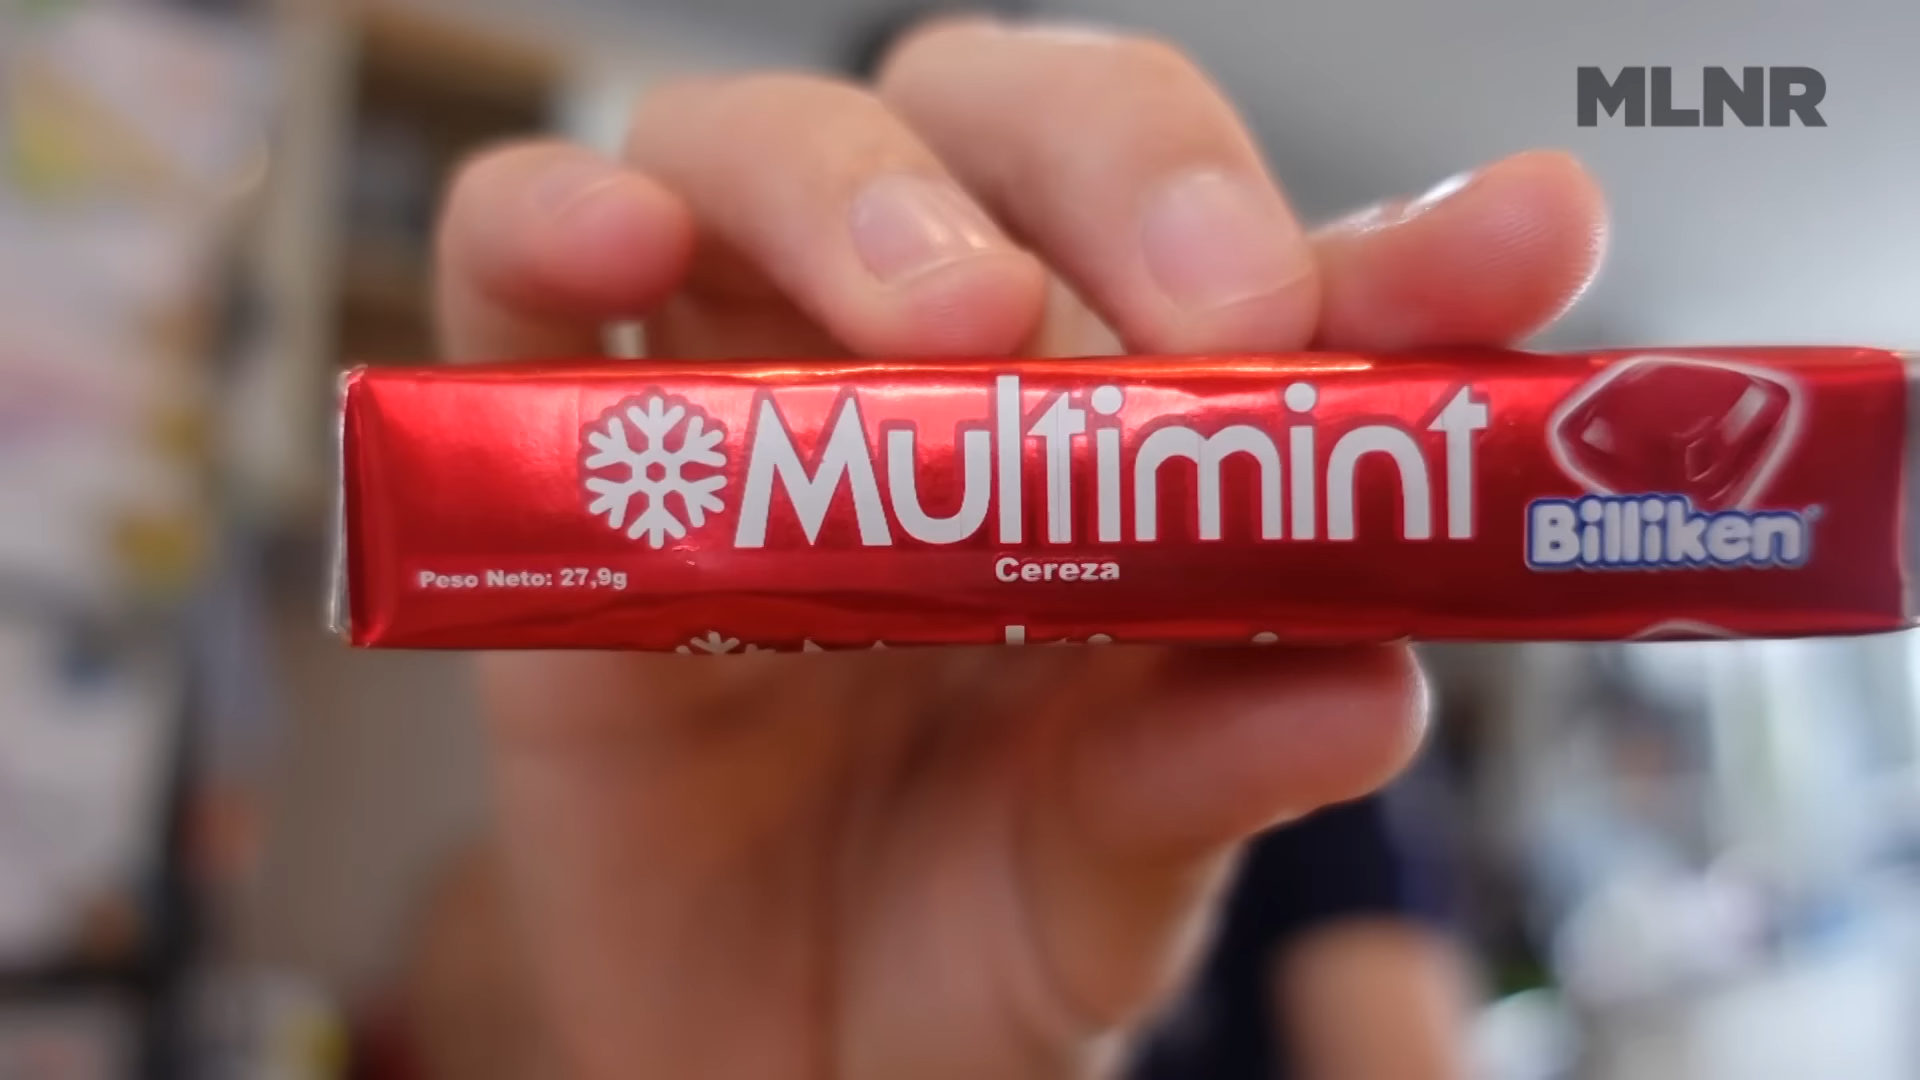 MLNR
Multimint
Billiken
Cereza
Peso Neto: 27,9g